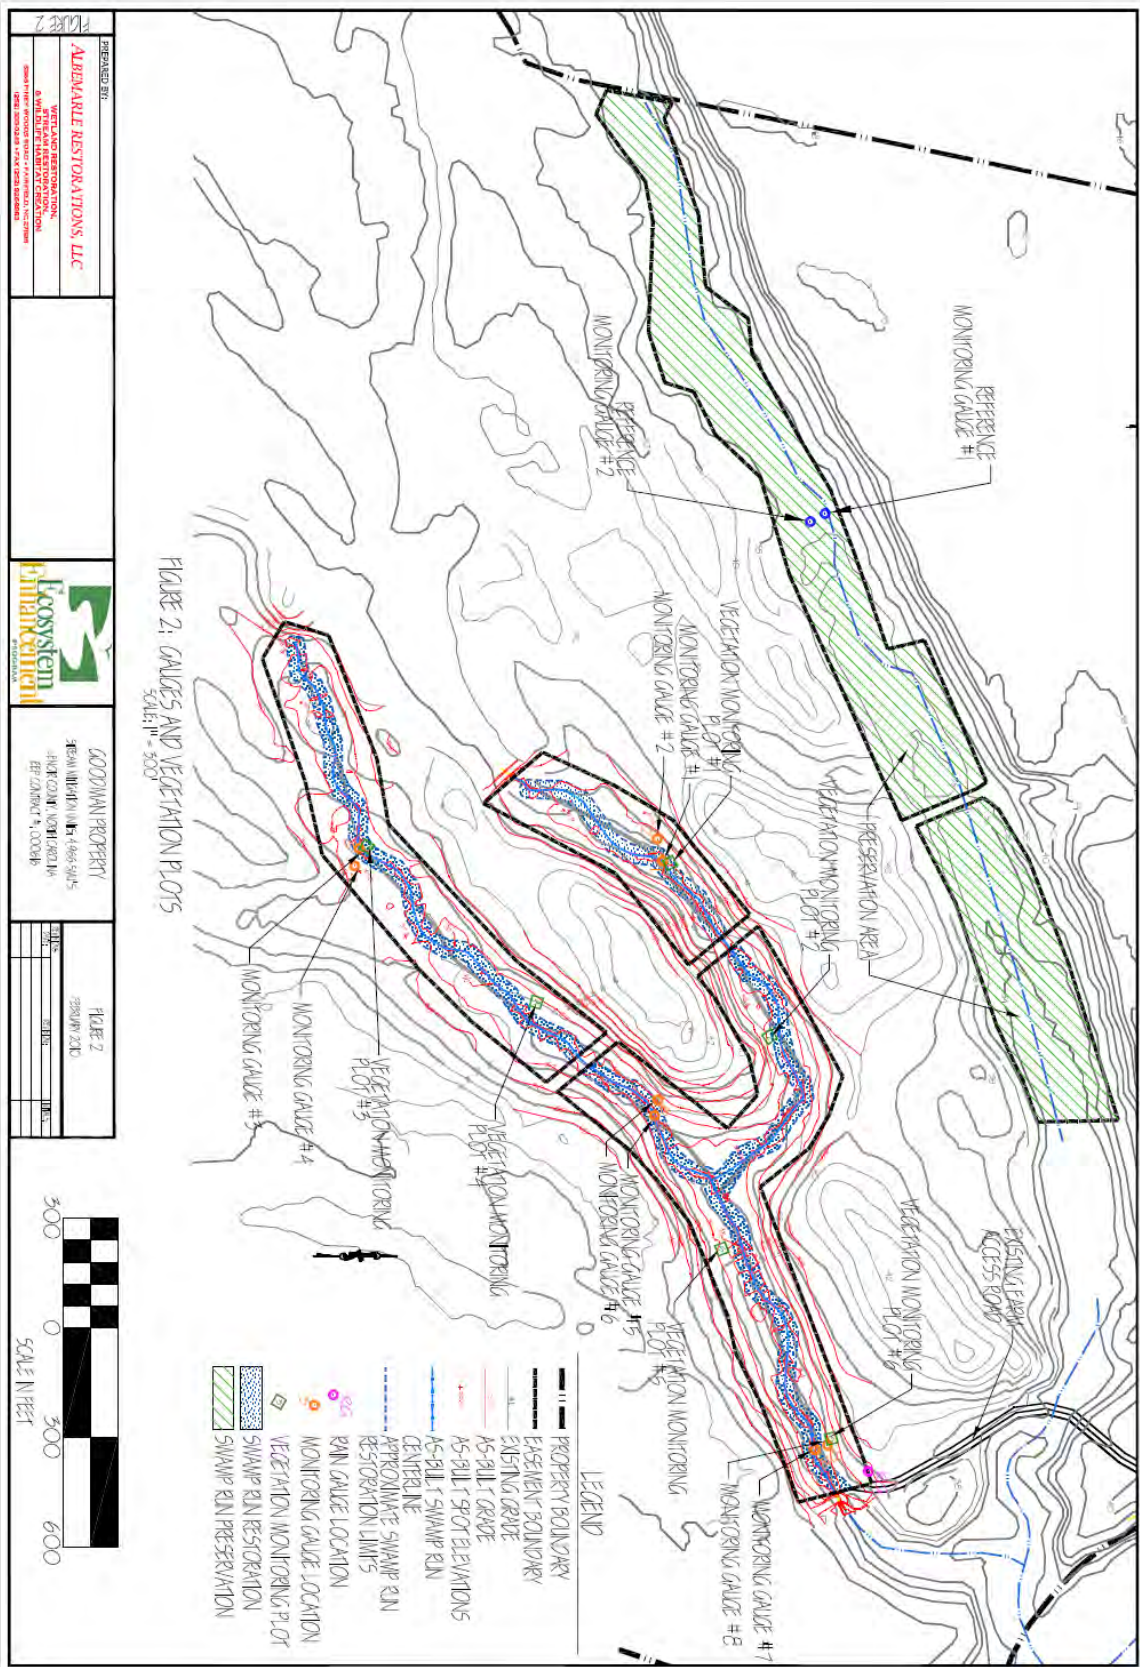 REFERENCE
MONITORING GAUGE #1
REFERENCE
MONITORING GAUGE #2
VEGETATION MONITORING
PLOT #1
MONITORING GAUGE #1
MONITORING GAUGE #2
VEGETATION MONITORING
PLOT #2
PRESERVATION AREA
MONITORING GAUGE #3
MONITORING GAUGE #4
VEGETATION MONITORING
PLOT #3
VEGETATION MONITORING
PLOT #4
MONITORING GAUGE #5
MONITORING GAUGE #6
VEGETATION MONITORING
PLOT #5
VEGETATION MONITORING
PLOT #6
EXISTING FARM
ACCESS ROAD
MONITORING GAUGE #7
MONITORING GAUGE #8
FIGURE 2: GAUGES AND VEGETATION PLOTS
SCALE: 1" = 300'
LEGEND
PROPERTY BOUNDARY
EASEMENT BOUNDARY
EXISTING GRADE
AS-BUILT GRADE
AS-BUILT SPOT ELEVATIONS
AS-BUILT SWAMP RUN
CENTERLINE
APPROXIMATE SWAMP RUN
RESTORATION LIMITS
RG
RAIN GAUGE LOCATION
MONITORING GAUGE LOCATION
VEGETATION MONITORING PLOT
SWAMP RUN RESTORATION
SWAMP RUN PRESERVATION
300
0
300
600
SCALE IN FEET
FIGURE 2
PREPARED BY:
ALBEMARLE RESTORATIONS, LLC
WETLAND RESTORATION,
STREAM RESTORATION,
& WILDLIFE HABITAT CREATION
Ecosystem
Enhancement
PROGRAM
GOODMAN PROPERTY
FIGURE 2
FEBRUARY 2010